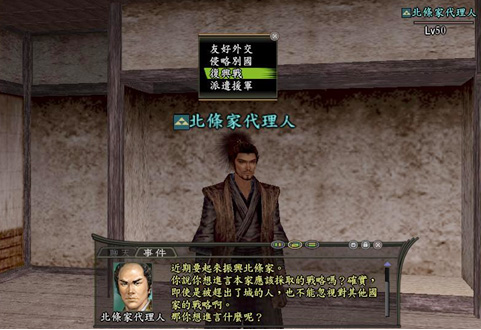 北條家代理人
Lv50
友好外交
侵略別國
復興戰
派遣援軍
北條家代理人
事件
近期要起來振興北條家。
你說你想進言本家應該採取的戰略嗎？確實，
即使是被趕出了城的人，也不能忽視對其他國
家的戰略啊。
那你想進言什麼呢？
北條家代理人